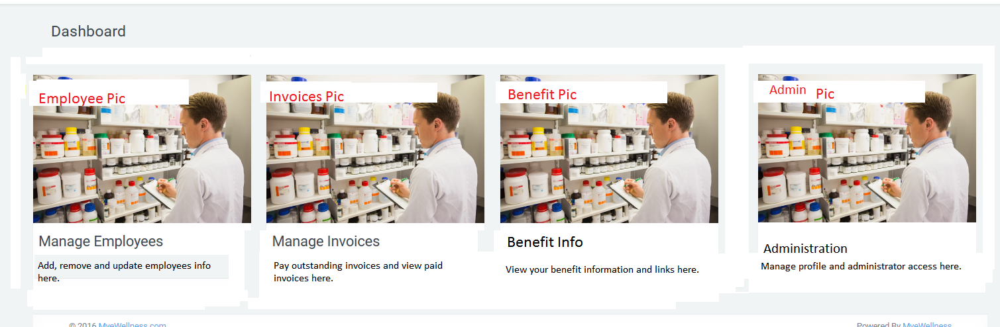 Dashboard
Employee Pic
Invoices Pic
Benefit Pic
Admin Pic
Manage Employees
Add, remove and update employees info
here.
Manage Invoices
Pay outstanding invoices and view paid
invoices here.
Benefit Info
View your benefit information and links here.
Administration
Manage profile and administrator access here.
© 2016 MyeWellness.com
Powered By MyeWellness